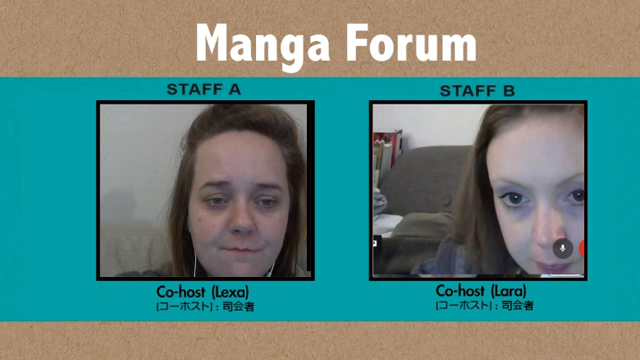 Manga Forum
STAFF A
STAFF B
Co-host (Lexa)
[コーホスト] : 司会者
Co-host (Lara)
[コーホスト] : 司会者